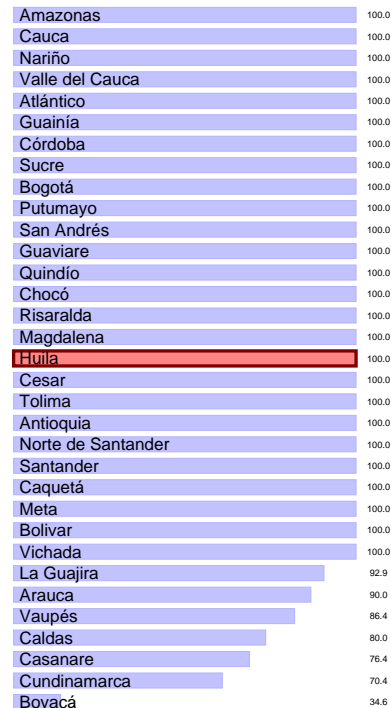 Amazonas 100.0
Cauca 100.0
Nariño 100.0
Valle del Cauca 100.0
Atlántico 100.0
Guainía 100.0
Córdoba 100.0
Sucre 100.0
Bogotá 100.0
Putumayo 100.0
San Andrés 100.0
Guaviare 100.0
Quindío 100.0
Chocó 100.0
Risaralda 100.0
Magdalena 100.0
Huila 100.0
Cesar 100.0
Tolima 100.0
Antioquia 100.0
Norte de Santander 100.0
Santander 100.0
Caquetá 100.0
Meta 100.0
Bolivar 100.0
Vichada 100.0
La Guajira 92.9
Arauca 90.0
Vaupés 86.4
Caldas 80.0
Casanare 76.4
Cundinamarca 70.4
Boyacá 34.6